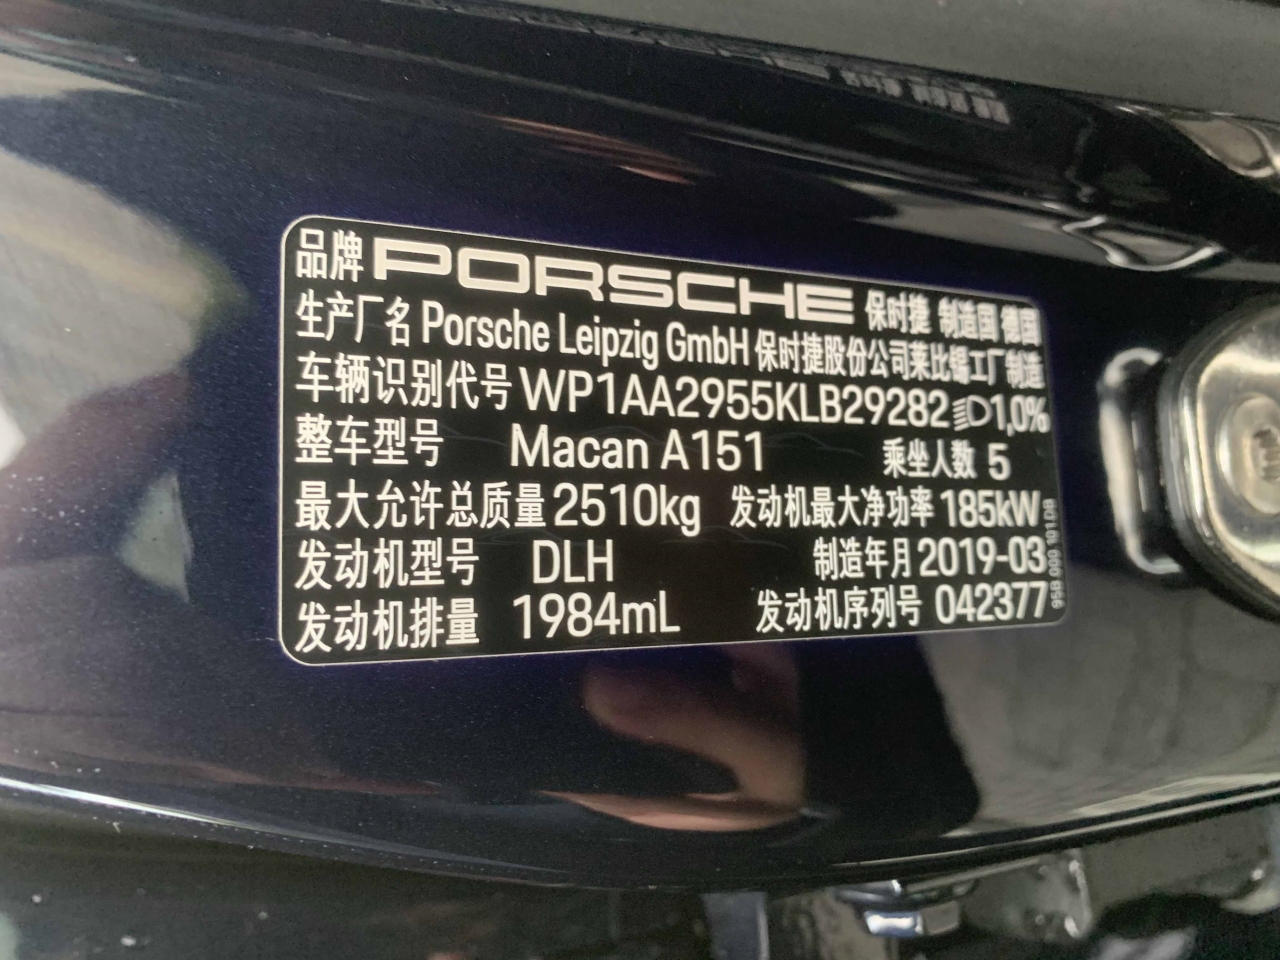 品牌 PORSCHE 保时捷 制造国 德国
生产厂名 Porsche Leipzig GmbH 保时捷股份公司莱比锡工厂制造
车辆识别代号 WP1AA2955KLB29282 1,0%
整车型号 Macan A151 乘坐人数 5
最大允许总质量 2510kg 发动机最大净功率 185kW
发动机型号 DLH 制造年月 2019-03
发动机排量 1984mL 发动机序列号 042377
95B 000 101 DB